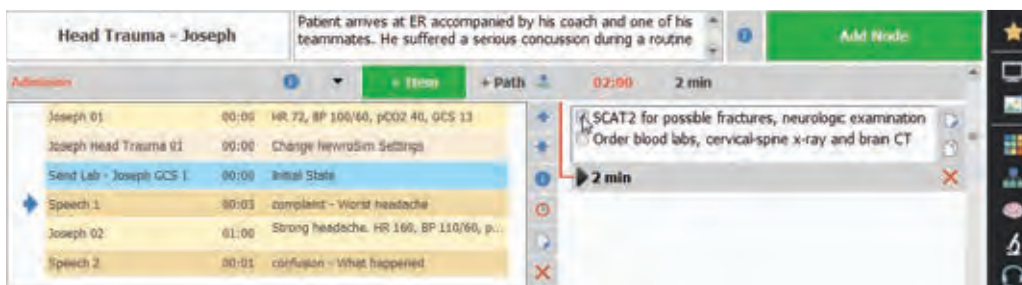 Head Trauma - Joseph
Patient arrives at ER accompanied by his coach and one of his
teammates. He suffered a serious concussion during a routine
Add Node
Admission
+ Item
+ Path
02:00
2 min
Joseph 01 00:00 HR 72, BP 100/60, pCO2 40, GCS 13
Joseph Head Trauma 01 00:00 Change NewroSim Settings
Send Lab - Joseph GCS 1 00:00 Initial State
Speech 1 00:03 complaint - Worst headache
Joseph 02 01:00 Strong headache. HR 160, BP 110/60, p...
Speech 2 00:01 confusion - What happened
SCAT2 for possible fractures, neurologic examination
Order blood labs, cervical-spine x-ray and brain CT
2 min